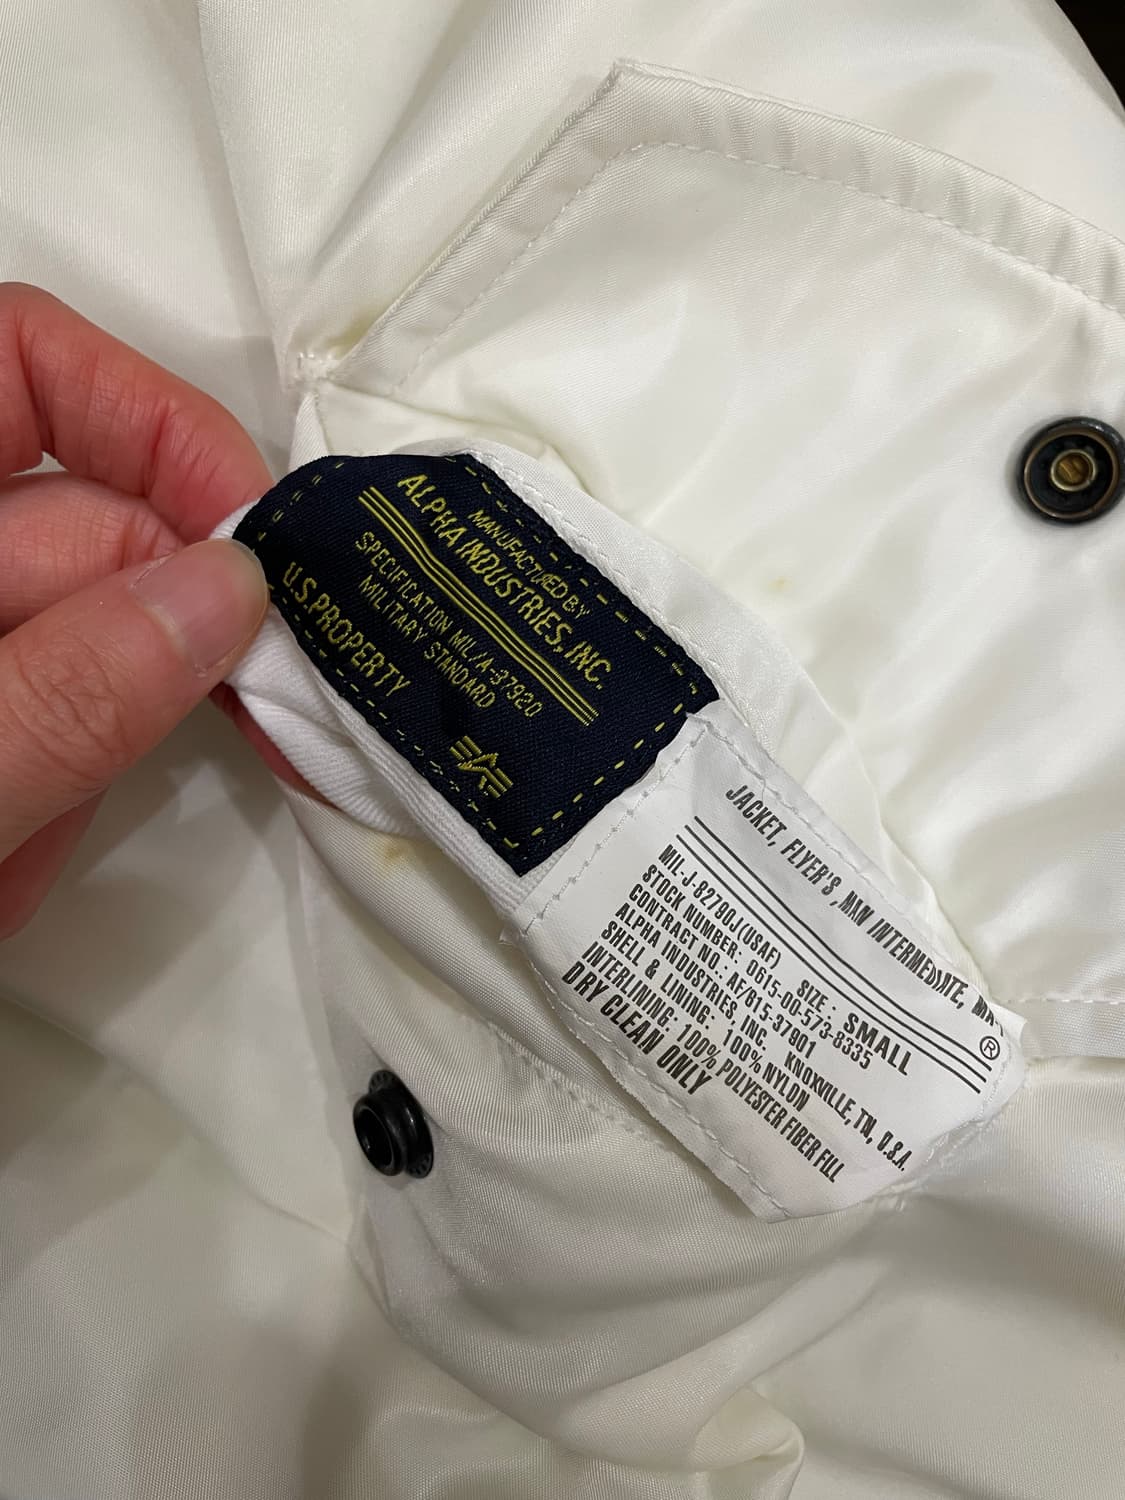 MANUFACTURED BY
ALPHA INDUSTRIES, INC.
SPECIFICATION MIL/A-37920
MILITARY STANDARD
U.S.PROPERTY
JACKET, FLYER'S, MAN INTERMEDIATE, MA-1
®
MIL-J-82790J(USAF) SIZE: SMALL
STOCK NUMBER: 0615-00-573-8335
CONTRACT NO.: AF/815-37901
ALPHA INDUSTRIES, INC. KNOXVILLE, TN, U.S.A.
SHELL & LINING: 100% NYLON
INTERLINING: 100% POLYESTER FIBER FILL
DRY CLEAN ONLY